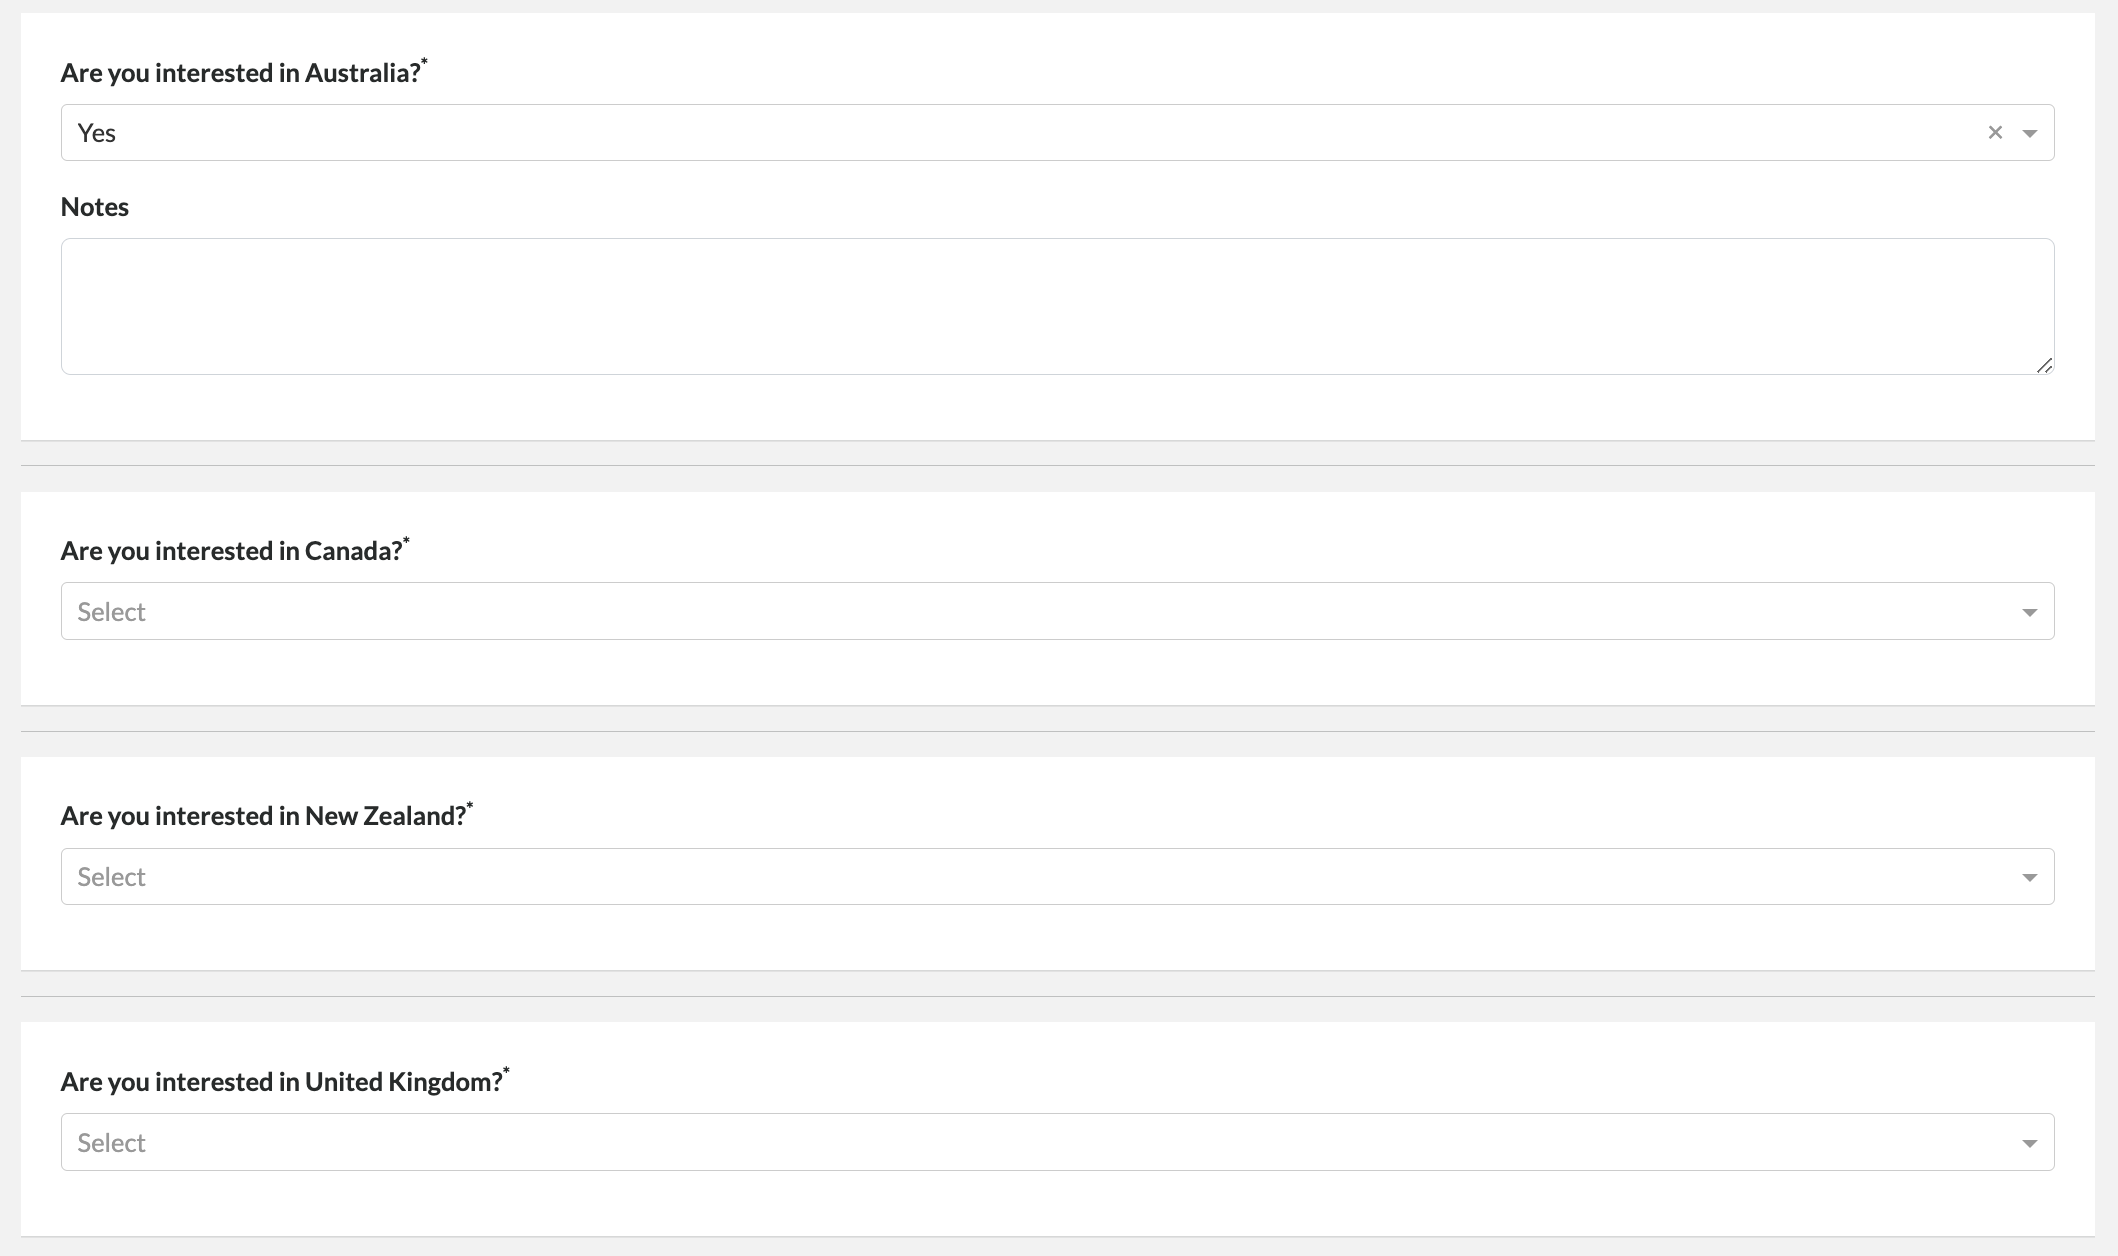 Are you interested in Australia?*
Yes
Notes
Are you interested in Canada?*
Select
Are you interested in New Zealand?*
Select
Are you interested in United Kingdom?*
Select